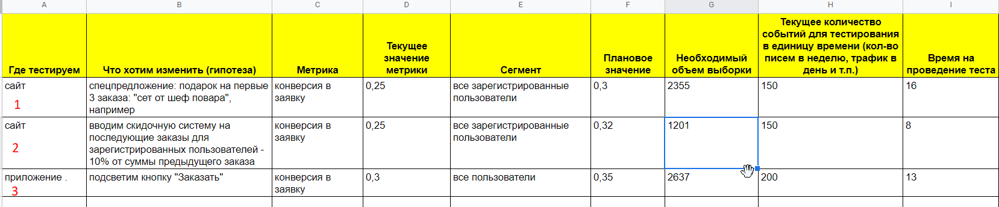 A B C D E F G H I
Где тестируем
Что хотим изменить (гипотеза)
Метрика
Текущее
значение
метрики
Сегмент
Плановое
значение
Необходимый
объем выборки
Текущее количество
событий для тестирования
в единицу времени (кол-во
писем в неделю, трафик в
день и т.п.)
Время на
проведение теста
сайт
1
спецпредложение: подарок на первые
3 заказа: "сет от шеф повара",
например
конверсия в
заявку
0,25
все зарегистрированные
пользователи
0,3
2355
150
16
сайт
2
вводим скидочную систему на
последующие заказы для
зарегистрированных пользователей -
10% от суммы предыдущего заказа
конверсия в
заявку
0,25
все зарегистрированные
пользователи
0,32
1201
150
8
приложение .
3
подсветим кнопку "Заказать"
конверсия в
заявку
0,3
все пользователи
0,35
2637
200
13